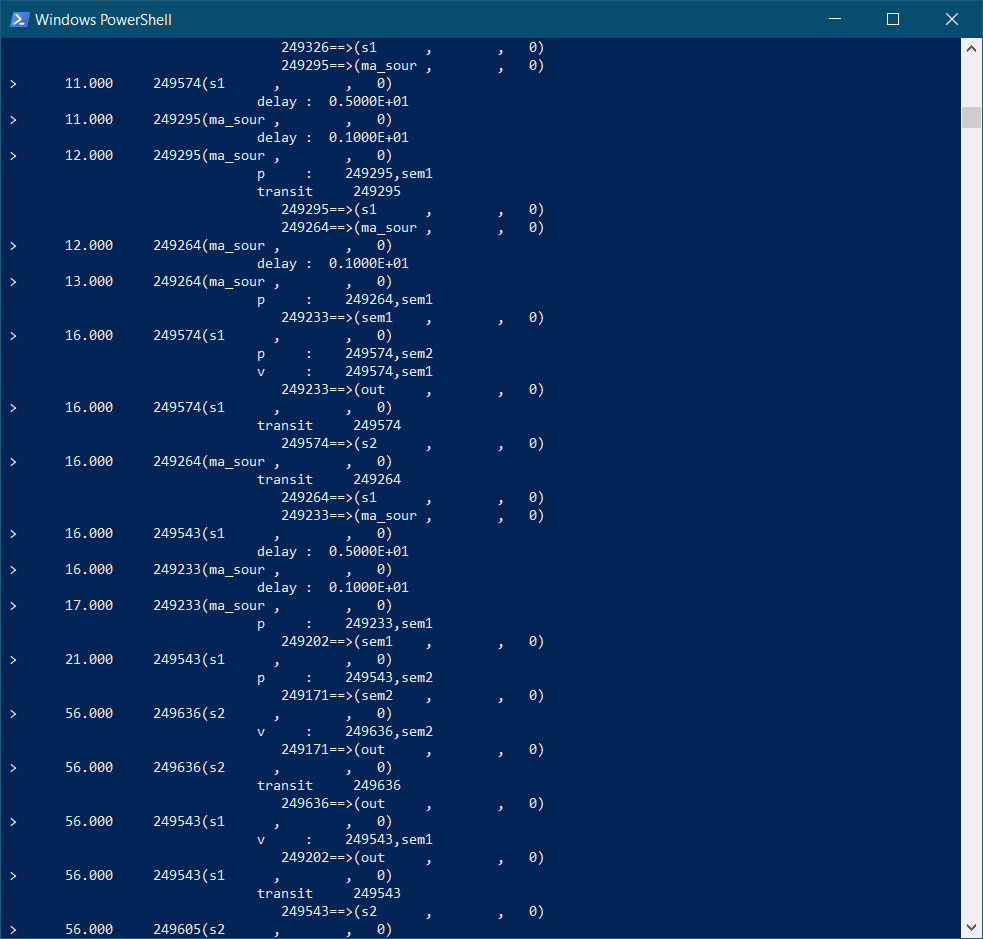 Windows PowerShell
249326==>(s1      ,        ,   0)
249295==>(ma_sour ,        ,   0)
>      11.000     249574(s1      ,        ,   0)
delay :  0.5000E+01
>      11.000     249295(ma_sour ,        ,   0)
delay :  0.1000E+01
>      12.000     249295(ma_sour ,        ,   0)
p     :    249295,sem1
transit     249295
249295==>(s1      ,        ,   0)
249264==>(ma_sour ,        ,   0)
>      12.000     249264(ma_sour ,        ,   0)
delay :  0.1000E+01
>      13.000     249264(ma_sour ,        ,   0)
p     :    249264,sem1
249233==>(sem1    ,        ,   0)
>      16.000     249574(s1      ,        ,   0)
p     :    249574,sem2
v     :    249574,sem1
249233==>(out     ,        ,   0)
>      16.000     249574(s1      ,        ,   0)
transit     249574
249574==>(s2      ,        ,   0)
>      16.000     249264(ma_sour ,        ,   0)
transit     249264
249264==>(s1      ,        ,   0)
249233==>(ma_sour ,        ,   0)
>      16.000     249543(s1      ,        ,   0)
delay :  0.5000E+01
>      16.000     249233(ma_sour ,        ,   0)
delay :  0.1000E+01
>      17.000     249233(ma_sour ,        ,   0)
p     :    249233,sem1
249202==>(sem1    ,        ,   0)
>      21.000     249543(s1      ,        ,   0)
p     :    249543,sem2
249171==>(sem2    ,        ,   0)
>      56.000     249636(s2      ,        ,   0)
v     :    249636,sem2
249171==>(out     ,        ,   0)
>      56.000     249636(s2      ,        ,   0)
transit     249636
249636==>(out     ,        ,   0)
>      56.000     249543(s1      ,        ,   0)
v     :    249543,sem1
249202==>(out     ,        ,   0)
>      56.000     249543(s1      ,        ,   0)
transit     249543
249543==>(s2      ,        ,   0)
>      56.000     249605(s2      ,        ,   0)